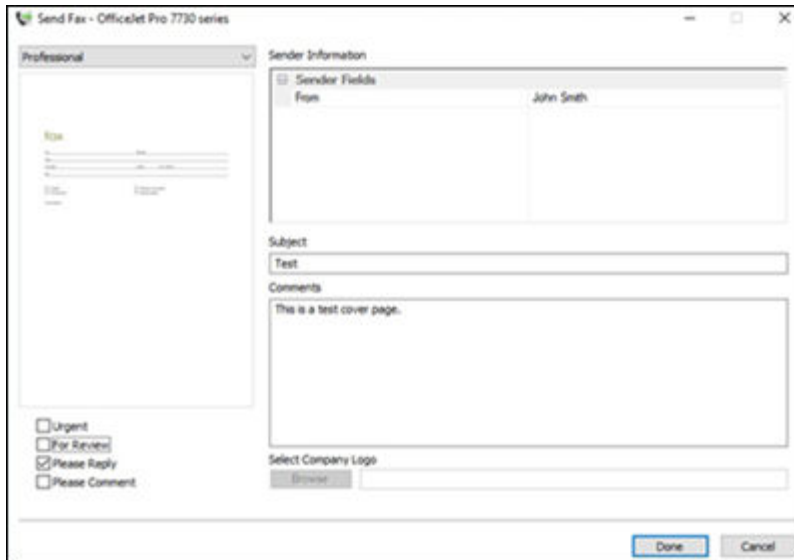 Send Fax - OfficeJet Pro 7730 series
Professional
fax
Sender Information
Sender Fields
From John Smith
Subject
Test
Comments
This is a test cover page.
Urgent
For Review
Please Reply
Please Comment
Select Company Logo
Browse
Done Cancel